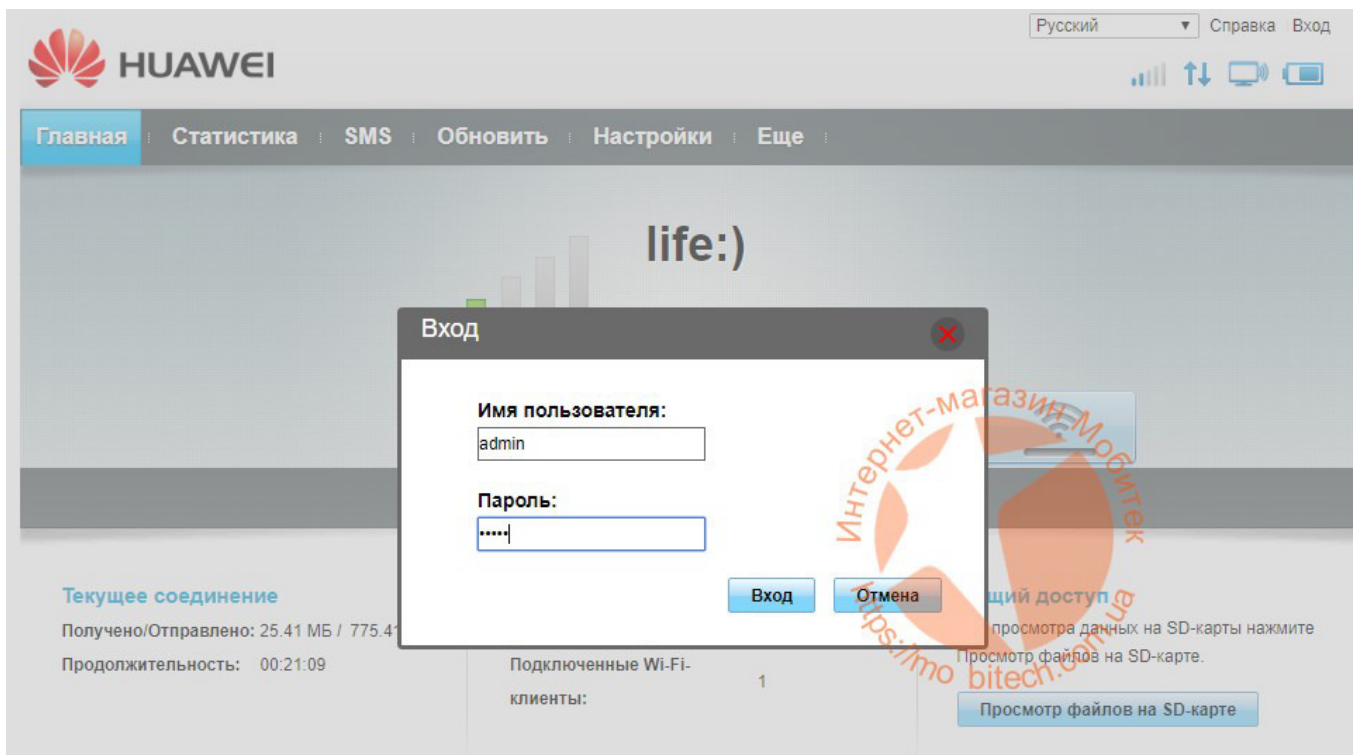 Русский Справка Вход
HUAWEI
Главная Статистика SMS Обновить Настройки Еще
life:)
Вход
Имя пользователя:
admin
Пароль:
•••••
Вход Отмена
Интернет-магазин Мобитек
https://mobitech.com.ua
Текущее соединение
Получено/Отправлено: 25.41 МБ / 775.41
Продолжительность: 00:21:09
Подключенные Wi-Fi-
клиенты:
1
щий доступ
просмотра данных на SD-карты нажмите
Просмотр файлов на SD-карте.
Просмотр файлов на SD-карте